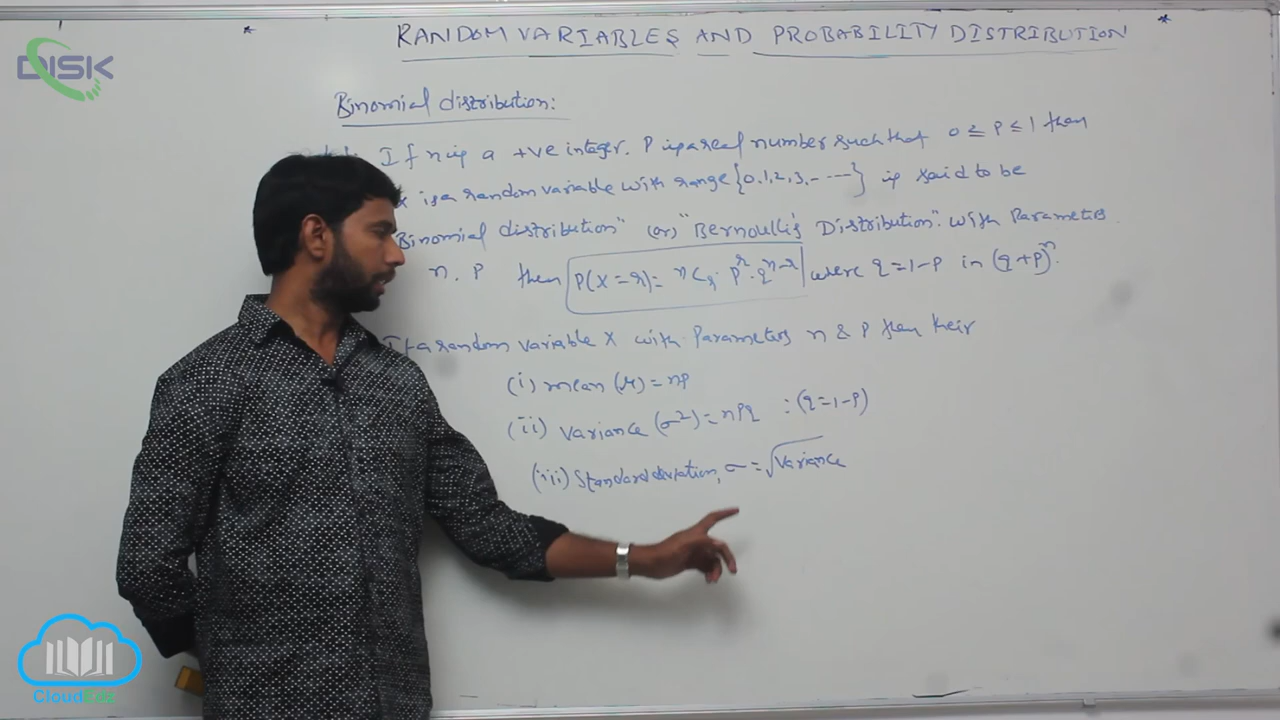 DISK
* RANDOM VARIABLES AND PROBABILITY DISTRIBUTION *
Binomial distribution:
If n is a +ve integer. P is a real number such that 0 ≤ P ≤ 1 then
X is a random variable with range {0,1,2,3,-----} is said to be
Binomial distribution" (or) "Bernoulli's Distribution" with Parameters
n, P then P(X=r)= nCr. P^r. q^n-r where q=1-P in (q+P)^n.
If a random variable X with Parameters n & P then their
(i) mean (μ) = np
(ii) Variance (σ²) = npq : (q=1-P)
(iii) Standard deviation, σ = √Variance
CloudEdz